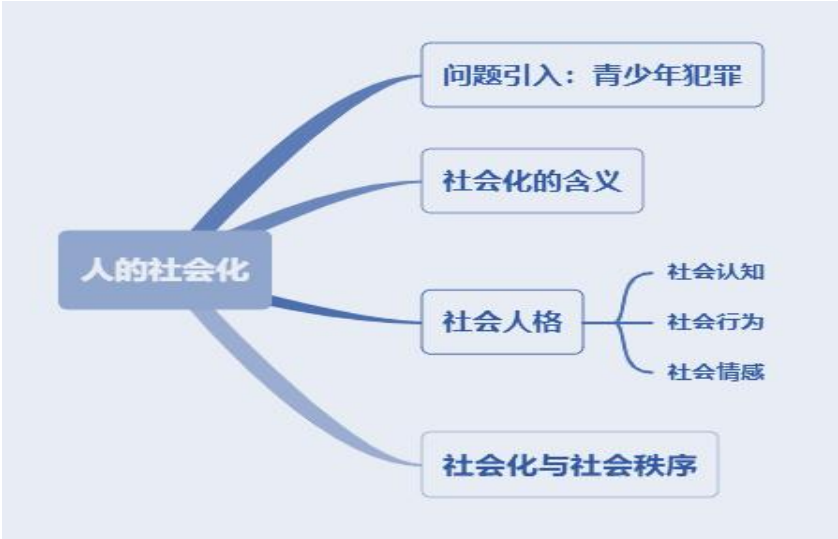 问题引入：青少年犯罪
社会化的含义
人的社会化
社会人格
社会认知
社会行为
社会情感
社会化与社会秩序